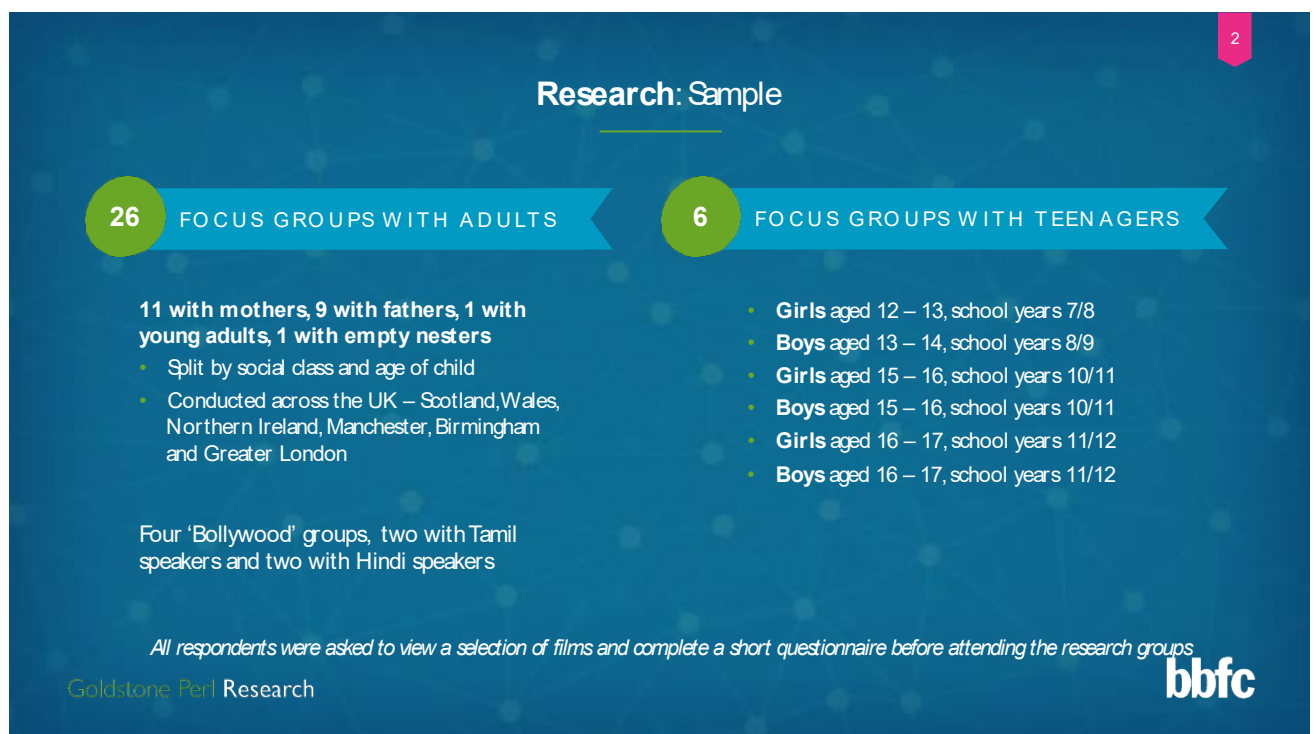 2
Research: Sample
26
FOCUS GROUPS WITH ADULTS
11 with mothers, 9 with fathers, 1 with
young adults, 1 with empty nesters
• Split by social class and age of child
• Conducted across the UK – Scotland, Wales,
Northern Ireland, Manchester, Birmingham
and Greater London
Four ‘Bollywood’ groups, two with Tamil
speakers and two with Hindi speakers
6
FOCUS GROUPS WITH TEENAGERS
• Girls aged 12 – 13, school years 7/8
• Boys aged 13 – 14, school years 8/9
• Girls aged 15 – 16, school years 10/11
• Boys aged 15 – 16, school years 10/11
• Girls aged 16 – 17, school years 11/12
• Boys aged 16 – 17, school years 11/12
All respondents were asked to view a selection of films and complete a short questionnaire before attending the research groups
Goldstone Perl Research
bbfc